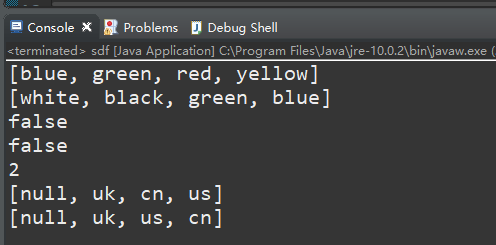 Console Problems Debug Shell
<terminated> sdf [Java Application] C:\Program Files\Java\jre-10.0.2\bin\javaw.exe (
[blue, green, red, yellow]
[white, black, green, blue]
false
false
2
[null, uk, cn, us]
[null, uk, us, cn]